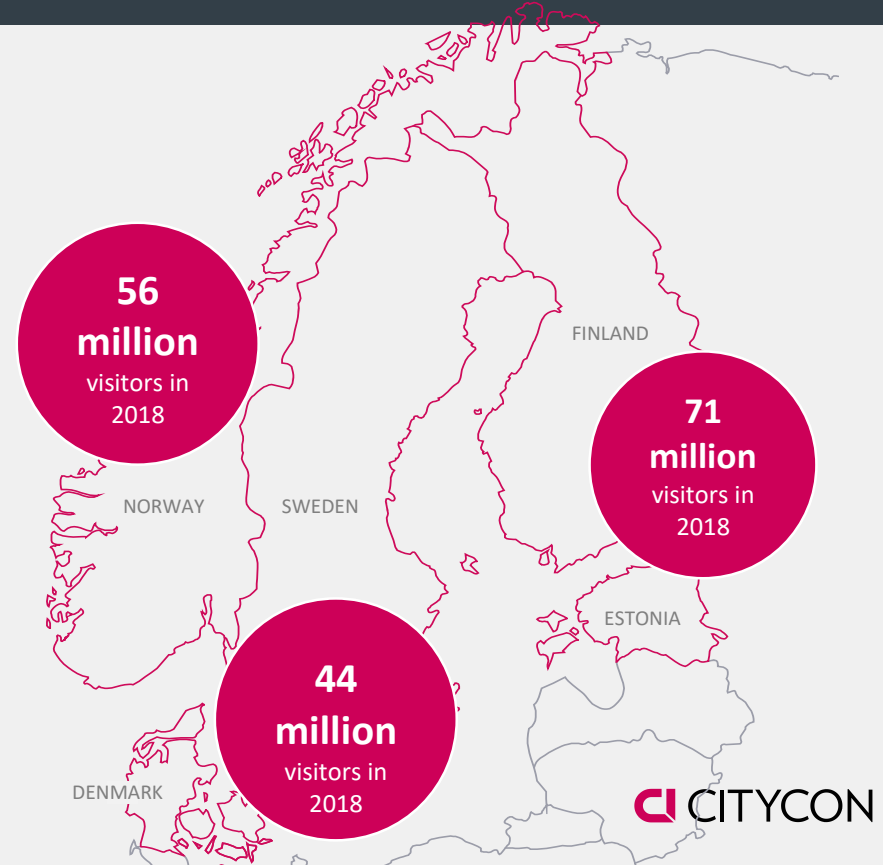 FINLAND
56
million
visitors in
2018
71
million
visitors in
2018
NORWAY
SWEDEN
ESTONIA
44
million
visitors in
2018
DENMARK
CITYCON